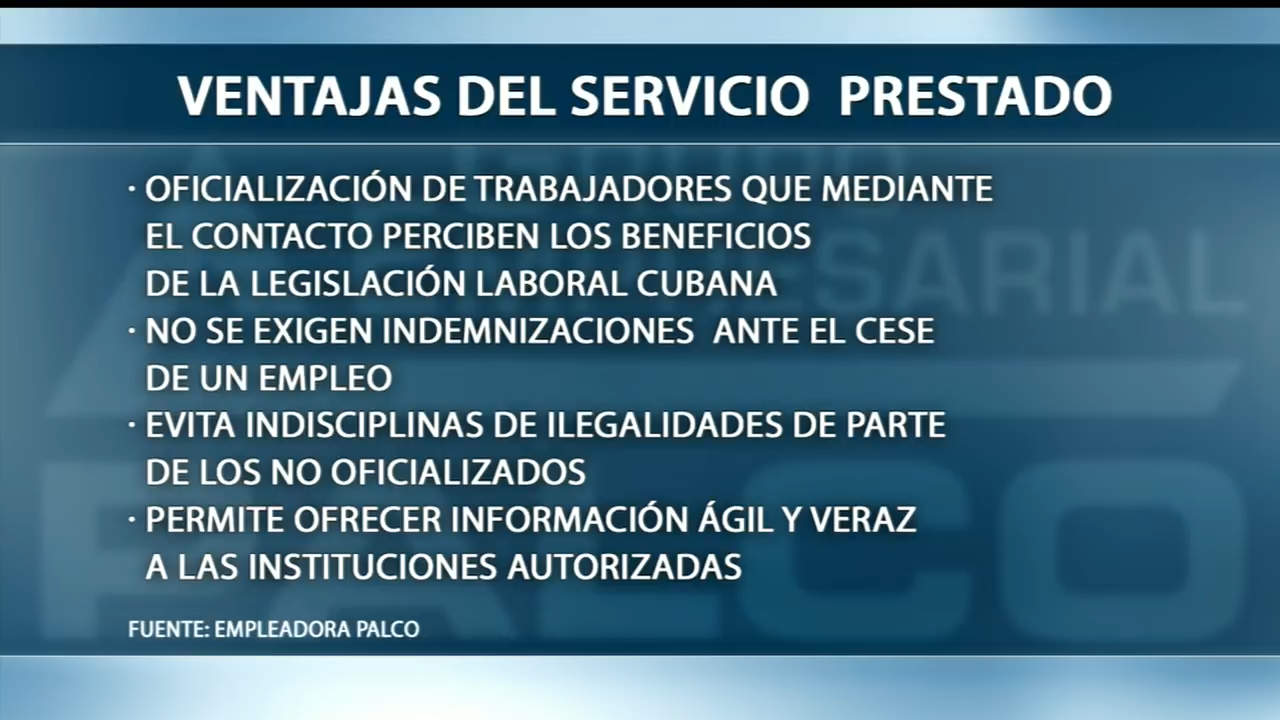 VENTAJAS DEL SERVICIO PRESTADO
· OFICIALIZACIÓN DE TRABAJADORES QUE MEDIANTE
EL CONTACTO PERCIBEN LOS BENEFICIOS
DE LA LEGISLACIÓN LABORAL CUBANA
· NO SE EXIGEN INDEMNIZACIONES ANTE EL CESE
DE UN EMPLEO
· EVITA INDISCIPLINAS DE ILEGALIDADES DE PARTE
DE LOS NO OFICIALIZADOS
· PERMITE OFRECER INFORMACIÓN ÁGIL Y VERAZ
A LAS INSTITUCIONES AUTORIZADAS
FUENTE: EMPLEADORA PALCO
PALCO